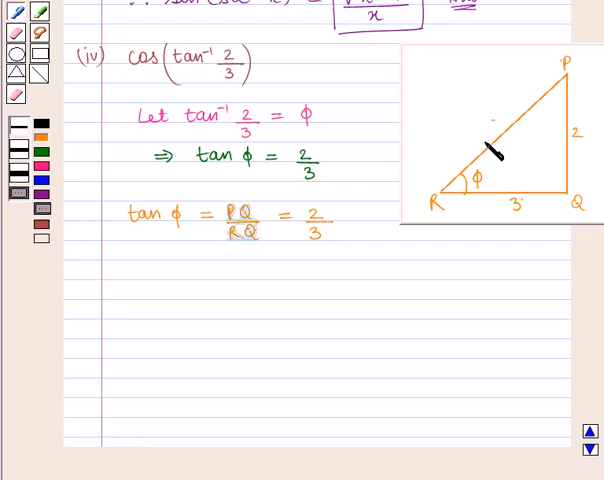 (iv) cos(tan⁻¹ 2/3)
Let tan⁻¹ 2/3 = ϕ
⇒ tan ϕ = 2/3
tan ϕ = PQ/RQ = 2/3
P
2
ϕ
R 3 Q